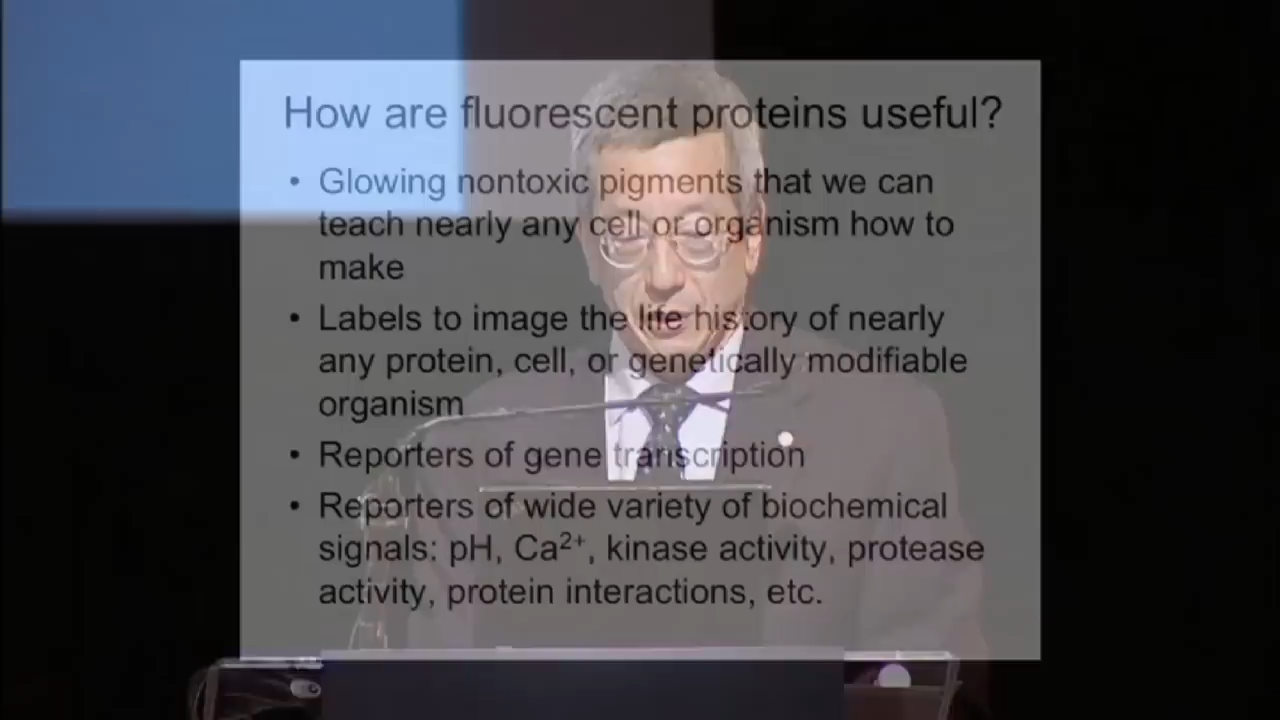 How are fluorescent proteins useful?
• Glowing nontoxic pigments that we can
teach nearly any cell or organism how to
make
• Labels to image the life history of nearly
any protein, cell, or genetically modifiable
organism
• Reporters of gene transcription
• Reporters of wide variety of biochemical
signals: pH, Ca²⁺, kinase activity, protease
activity, protein interactions, etc.